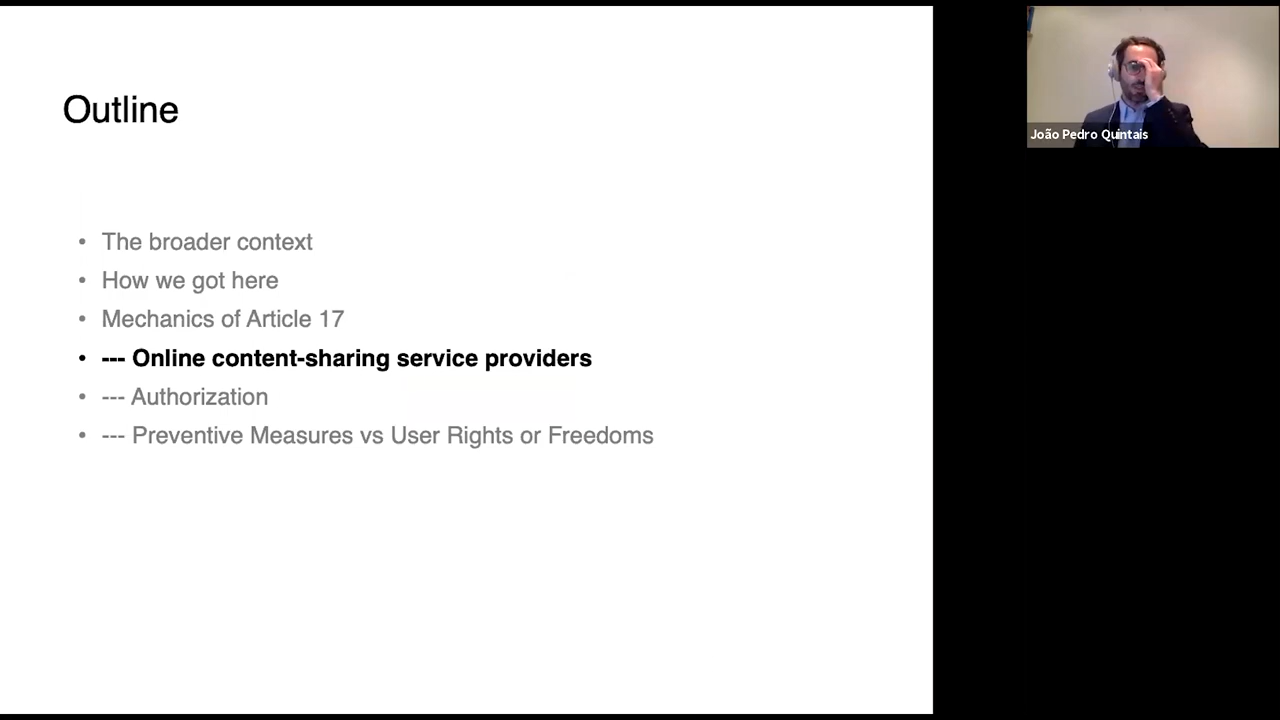 Outline
• The broader context
• How we got here
• Mechanics of Article 17
• --- Online content-sharing service providers
• --- Authorization
• --- Preventive Measures vs User Rights or Freedoms
João Pedro Quintais